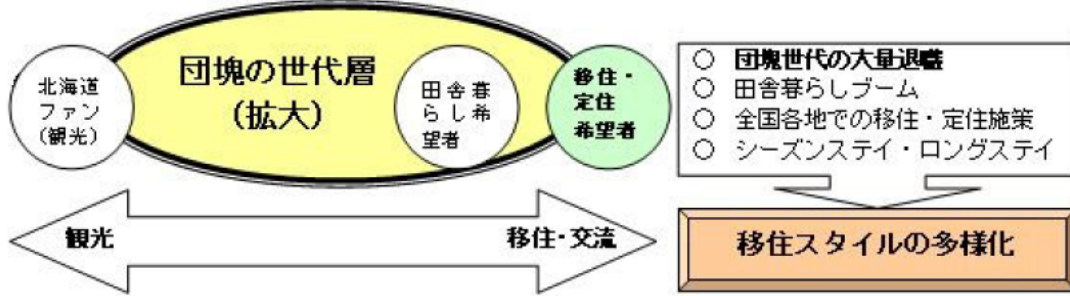 団塊の世代層
(拡大)
北海道
ファン
(観光)
田舎暮
らし希
望者
移住・
定住
希望者
○ 団塊世代の大量退職
○ 田舎暮らしブーム
○ 全国各地での移住・定住施策
○ シーズンステイ・ロングステイ
観光
移住・交流
移住スタイルの多様化